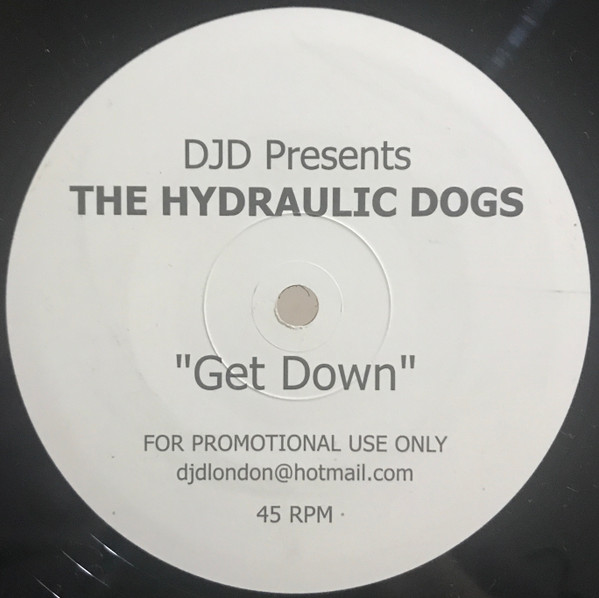 DJD Presents
THE HYDRAULIC DOGS
"Get Down"
FOR PROMOTIONAL USE ONLY
djdlondon@hotmail.com
45 RPM